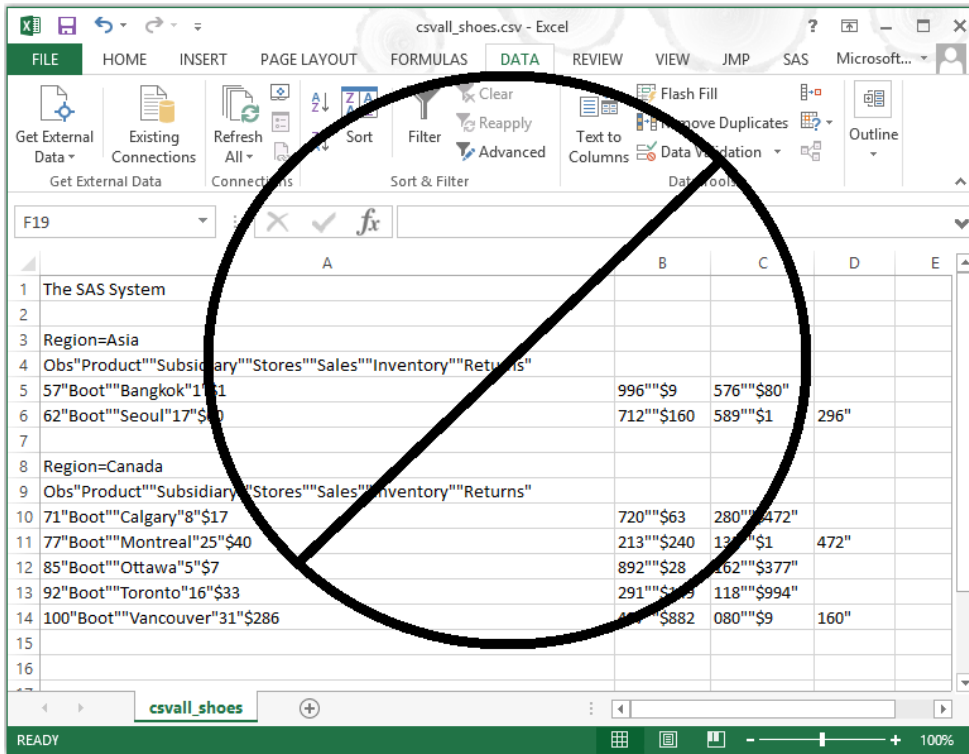 csvall_shoes.csv - Excel
FILE HOME INSERT PAGE LAYOUT FORMULAS DATA REVIEW VIEW JMP SAS Microsoft...
Get External Data
Existing Connections
Refresh All
Sort
Filter
Clear
Reapply
Advanced
Text to Columns
Flash Fill
Remove Duplicates
Data Validation
Outline
Get External Data Connections Sort & Filter Data Tools
F19 fx
A B C D E
1 The SAS System
2
3 Region=Asia
4 Obs"Product""Subsidiary""Stores""Sales""Inventory""Returns"
5 57"Boot""Bangkok"1"$1 996""$9 576""$80"
6 62"Boot""Seoul"17"$60 712""$160 589""$1 296"
7
8 Region=Canada
9 Obs"Product""Subsidiary""Stores""Sales""Inventory""Returns"
10 71"Boot""Calgary"8"$17 720""$63 280""$472"
11 77"Boot""Montreal"25"$40 213""$240 ""$1 472"
12 85"Boot""Ottawa"5"$7 892""$28 162""$377"
13 92"Boot""Toronto"16"$33 291"" 118""$994"
14 100"Boot""Vancouver"31"$286 ""$882 080""$9 160"
15
16
csvall_shoes
READY 100%